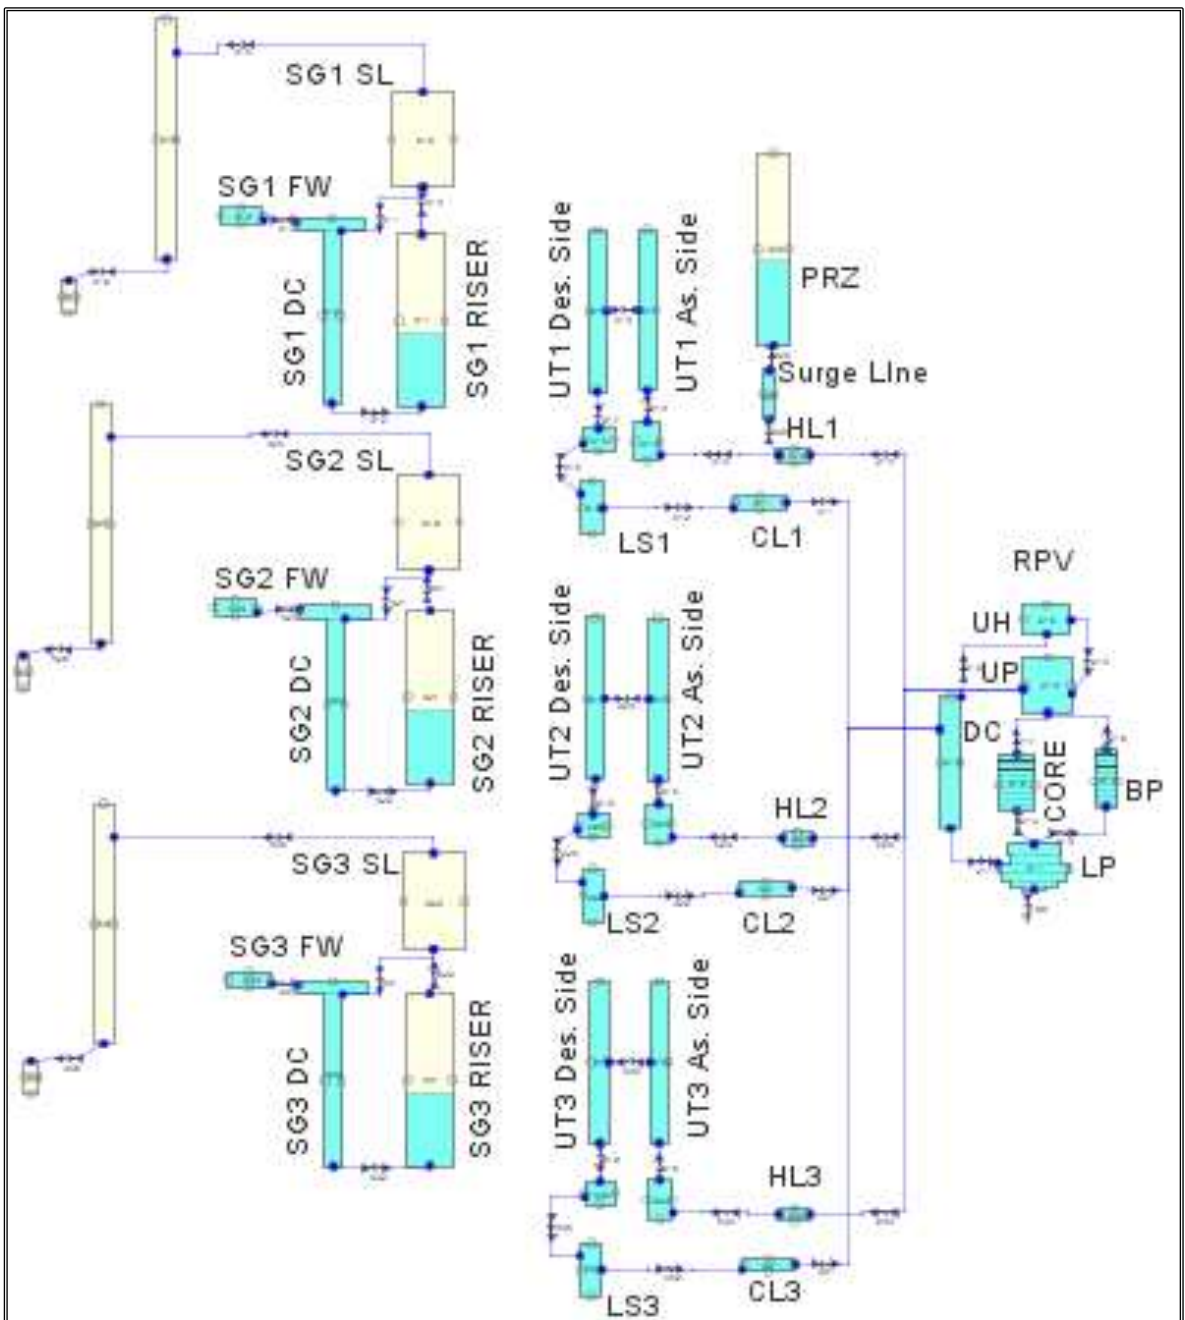 SG1 SL
SG1 FW
SG1 DC
SG1 RISER
UT1 Des. Side
UT1 As. Side
PRZ
Surge Line
HL1
LS1
CL1
SG2 SL
SG2 FW
SG2 DC
SG2 RISER
UT2 Des. Side
UT2 As. Side
HL2
LS2
CL2
RPV
UH
UP
DC
CORE
BP
LP
SG3 SL
SG3 FW
SG3 DC
SG3 RISER
UT3 Des. Side
UT3 As. Side
HL3
LS3
CL3